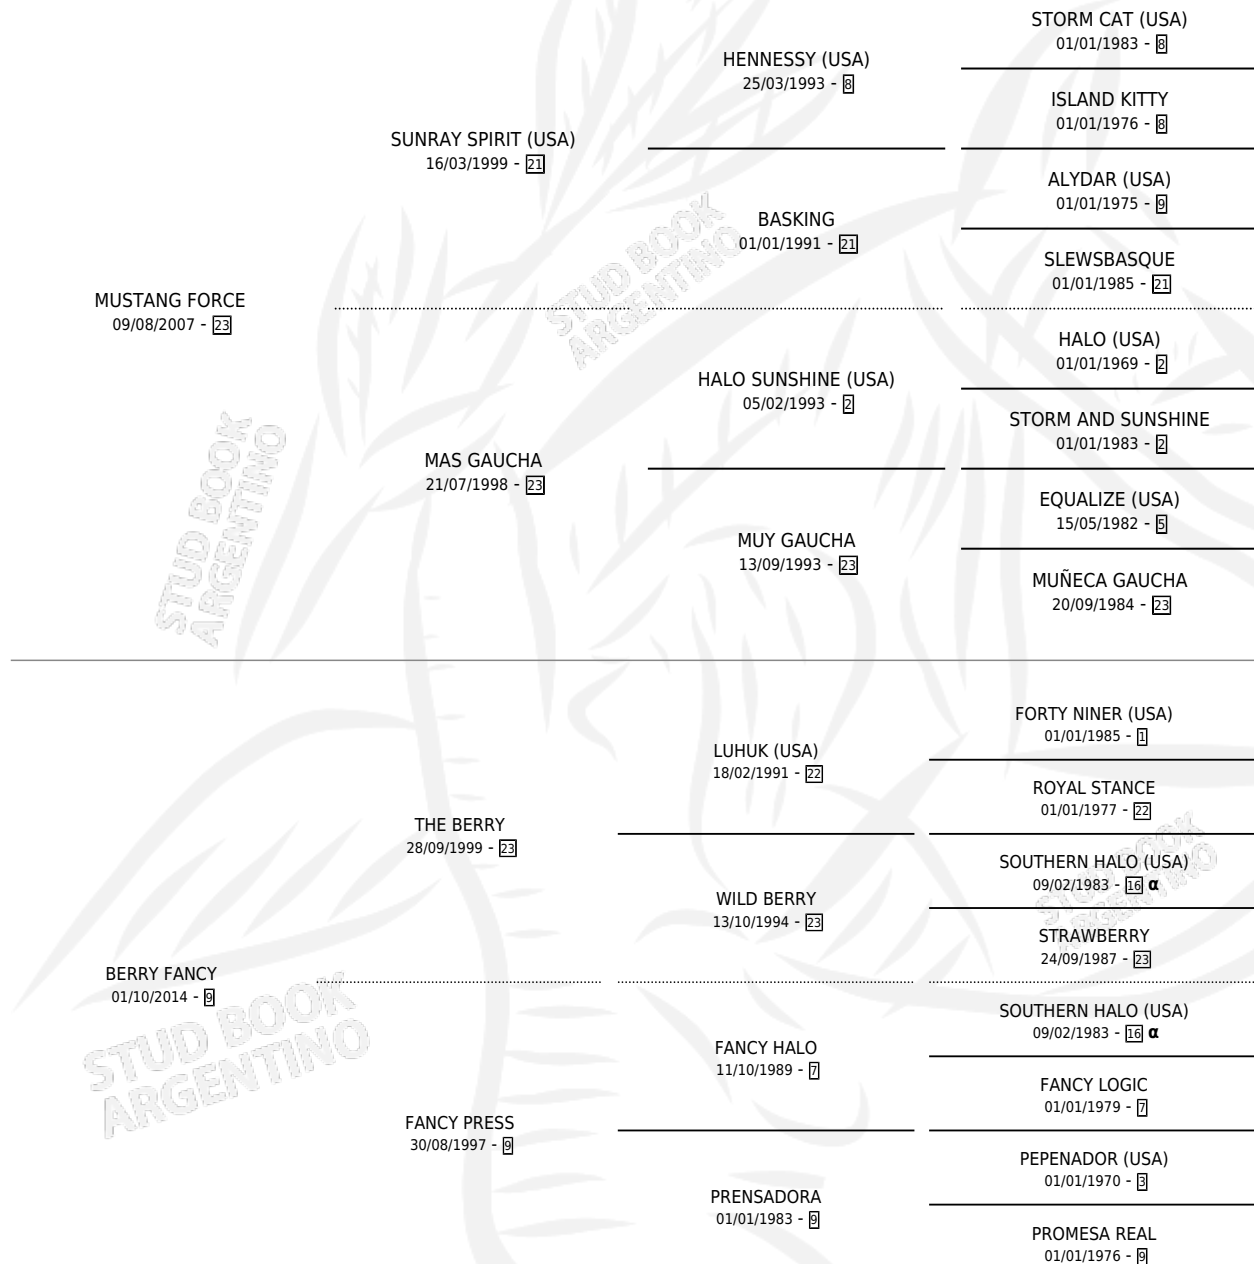 STORM CAT (USA)
01/01/1983 - 8
HENNESSY (USA)
25/03/1993 - 8
ISLAND KITTY
01/01/1976 - 8
SUNRAY SPIRIT (USA)
16/03/1999 - 21
ALYDAR (USA)
01/01/1975 - 9
BASKING
01/01/1991 - 21
SLEWSBASQUE
01/01/1985 - 21
MUSTANG FORCE
09/08/2007 - 23
STUD BOOK
ARGENTINO
HALO (USA)
01/01/1969 - 2
HALO SUNSHINE (USA)
05/02/1993 - 2
STORM AND SUNSHINE
01/01/1983 - 2
MAS GAUCHA
21/07/1998 - 23
EQUALIZE (USA)
15/05/1982 - 5
MUY GAUCHA
13/09/1993 - 23
MUÑECA GAUCHA
20/09/1984 - 23
STUD BOOK
ARGENTINO
FORTY NINER (USA)
01/01/1985 - 1
LUHUK (USA)
18/02/1991 - 22
ROYAL STANCE
01/01/1977 - 22
THE BERRY
28/09/1999 - 23
SOUTHERN HALO (USA)
09/02/1983 - 16 α
WILD BERRY
13/10/1994 - 23
STRAWBERRY
24/09/1987 - 23
STUD BOOK
ARGENTINO
BERRY FANCY
01/10/2014 - 9
STUD BOOK
ARGENTINO
SOUTHERN HALO (USA)
09/02/1983 - 16 α
FANCY HALO
11/10/1989 - 7
FANCY LOGIC
01/01/1979 - 7
FANCY PRESS
30/08/1997 - 9
PEPENADOR (USA)
01/01/1970 - 3
PRENSADORA
01/01/1983 - 9
PROMESA REAL
01/01/1976 - 9